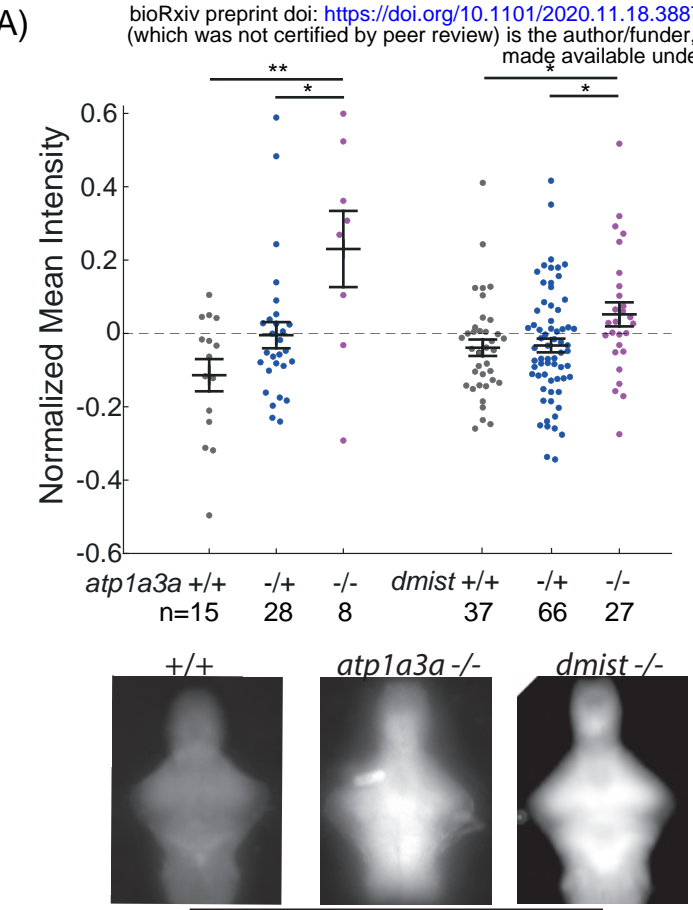 A)
bioRxiv preprint doi: https://doi.org/10.1101/2020.11.18.3887
(which was not certified by peer review) is the author/funder,
made available unde
** * * *
Normalized Mean Intensity
0.6
0.4
0.2
0
-0.2
-0.4
-0.6
atp1a3a +/+ -/+ -/- dmist +/+ -/+ -/-
n=15 28 8 37 66 27
+/+ atp1a3a -/- dmist -/-